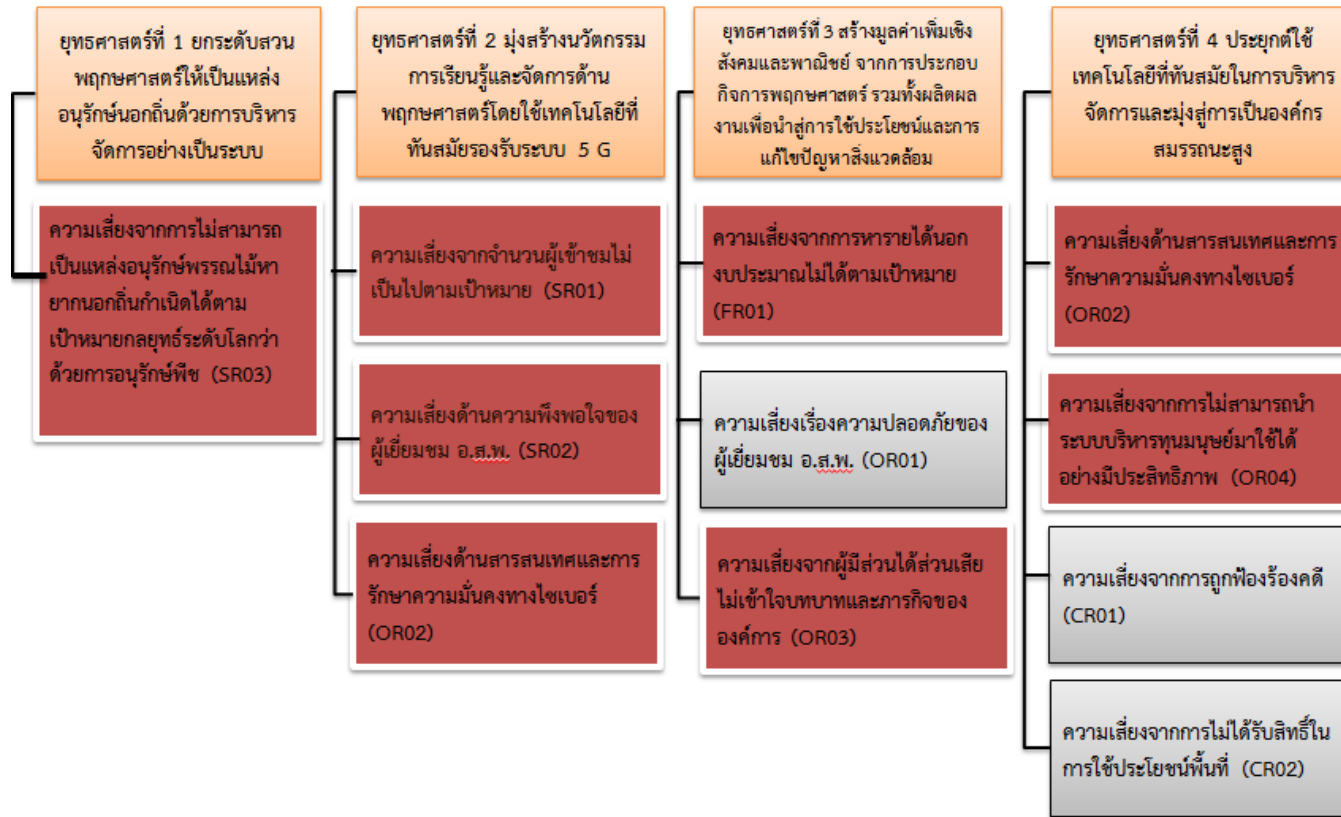 ยุทธศาสตร์ที่ 1 ยกระดับสวน
พฤกษศาสตร์ให้เป็นแหล่ง
อนุรักษ์นอกถิ่นด้วยการบริหาร
จัดการอย่างเป็นระบบ
ความเสี่ยงจากการไม่สามารถ
เป็นแหล่งอนุรักษ์พรรณไม้หา
ยากนอกถิ่นกำเนิดได้ตาม
เป้าหมายกลยุทธ์ระดับโลกว่า
ด้วยการอนุรักษ์พืช (SR03)
ยุทธศาสตร์ที่ 2 มุ่งสร้างนวัตกรรม
การเรียนรู้และจัดการด้าน
พฤกษศาสตร์โดยใช้เทคโนโลยีที่
ทันสมัยรองรับระบบ 5 G
ความเสี่ยงจากจำนวนผู้เข้าชมไม่
เป็นไปตามเป้าหมาย (SR01)
ความเสี่ยงด้านความพึงพอใจของ
ผู้เยี่ยมชม อ.ส.พ. (SR02)
ความเสี่ยงด้านสารสนเทศและการ
รักษาความมั่นคงทางไซเบอร์
(OR02)
ยุทธศาสตร์ที่ 3 สร้างมูลค่าเพิ่มเชิง
สังคมและพาณิชย์ จากการประกอบ
กิจการพฤกษศาสตร์ รวมทั้งผลิตผล
งานเพื่อนำสู่การใช้ประโยชน์และการ
แก้ไขปัญหาสิ่งแวดล้อม
ความเสี่ยงจากการหารายได้นอก
งบประมาณไม่ได้ตามเป้าหมาย
(FR01)
ความเสี่ยงเรื่องความปลอดภัยของ
ผู้เยี่ยมชม อ.ส.พ. (OR01)
ความเสี่ยงจากผู้มีส่วนได้ส่วนเสีย
ไม่เข้าใจบทบาทและภารกิจของ
องค์การ (OR03)
ยุทธศาสตร์ที่ 4 ประยุกต์ใช้
เทคโนโลยีที่ทันสมัยในการบริหาร
จัดการและมุ่งสู่การเป็นองค์กร
สมรรถนะสูง
ความเสี่ยงด้านสารสนเทศและการ
รักษาความมั่นคงทางไซเบอร์
(OR02)
ความเสี่ยงจากการไม่สามารถนำ
ระบบบริหารทุนมนุษย์มาใช้ได้
อย่างมีประสิทธิภาพ (OR04)
ความเสี่ยงจากการถูกฟ้องร้องคดี
(CR01)
ความเสี่ยงจากการไม่ได้รับสิทธิ์ใน
การใช้ประโยชน์พื้นที่ (CR02)